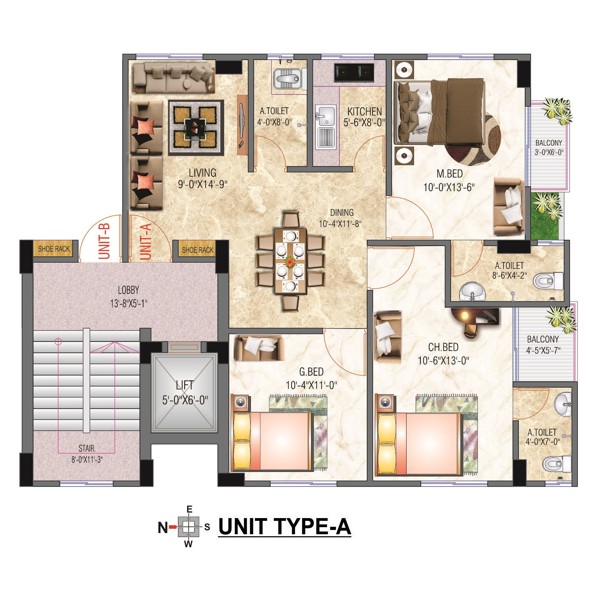 A.TOILET
4'-0"X8'-0"
KITCHEN
5'-6"X8'-0"
LIVING
9'-0"X14'-9"
M.BED
10'-0"X13'-6"
BALCONY
3'-0"X6'-0"
DINING
10'-4"X11'-8"
UNIT-B
UNIT-A
SHOE RACK
SHOE RACK
LOBBY
13'-8"X5'-1"
A.TOILET
8'-6"X4'-2"
CH.BED
10'-6"X13'-0"
BALCONY
4'-5"X5'-7"
G.BED
10'-4"X11'-0"
LIFT
5'-0"X6'-0"
A.TOILET
4'-0"X7'-0"
STAIR
8'-0"X11'-3"
E
N S
W
UNIT TYPE-A